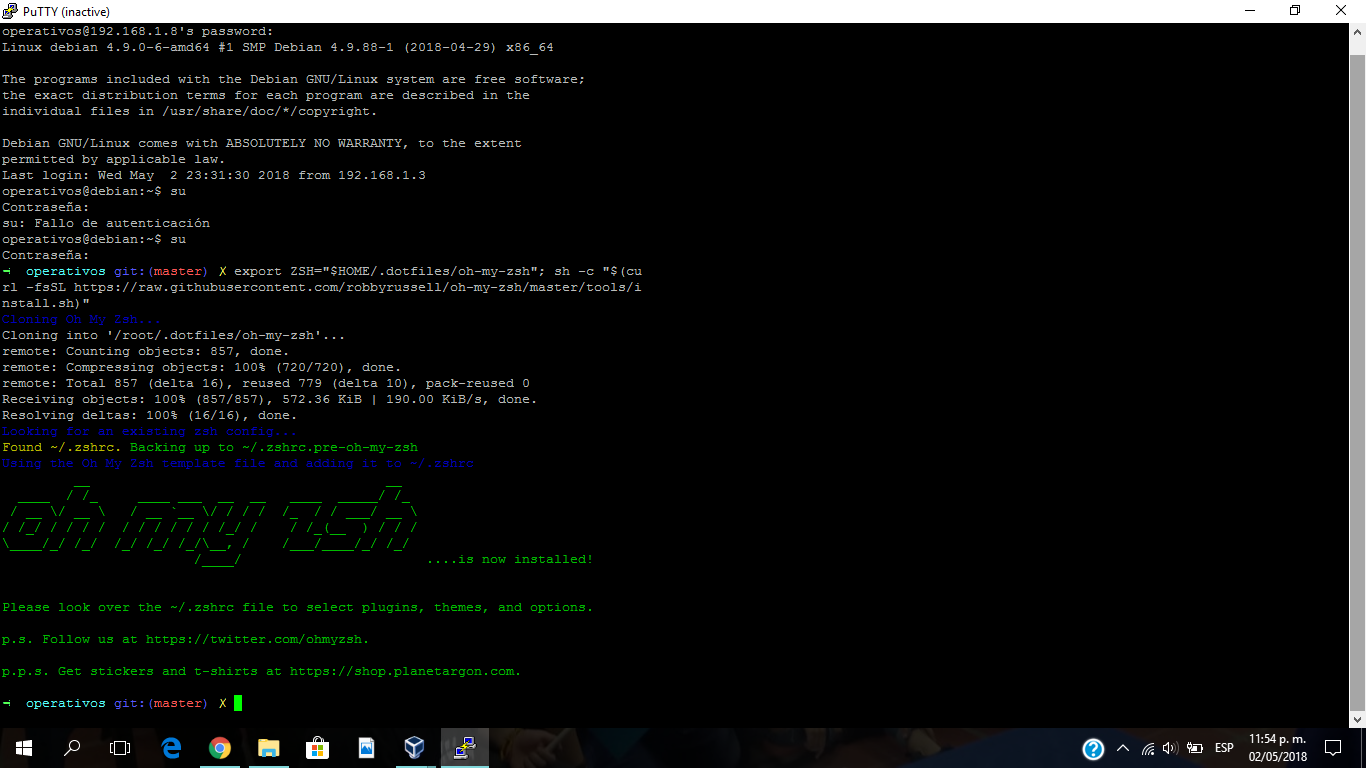 PuTTY (inactive)
operativos@192.168.1.8's password:
Linux debian 4.9.0-6-amd64 #1 SMP Debian 4.9.88-1 (2018-04-29) x86_64
The programs included with the Debian GNU/Linux system are free software;
the exact distribution terms for each program are described in the
individual files in /usr/share/doc/*/copyright.
Debian GNU/Linux comes with ABSOLUTELY NO WARRANTY, to the extent
permitted by applicable law.
Last login: Wed May  2 23:31:30 2018 from 192.168.1.3
operativos@debian:~$ su
Contraseña:
su: Fallo de autenticación
operativos@debian:~$ su
Contraseña:
operativos git:(master) X export ZSH="$HOME/.dotfiles/oh-my-zsh"; sh -c "$(cu
rl -fsSL https://raw.githubusercontent.com/robbyrussell/oh-my-zsh/master/tools/i
nstall.sh)"
Cloning Oh My Zsh...
Cloning into '/root/.dotfiles/oh-my-zsh'...
remote: Counting objects: 857, done.
remote: Compressing objects: 100% (720/720), done.
remote: Total 857 (delta 16), reused 779 (delta 10), pack-reused 0
Receiving objects: 100% (857/857), 572.36 KiB | 190.00 KiB/s, done.
Resolving deltas: 100% (16/16), done.
Looking for an existing zsh config...
Found ~/.zshrc. Backing up to ~/.zshrc.pre-oh-my-zsh
Using the Oh My Zsh template file and adding it to ~/.zshrc
oh my zsh
....is now installed!
Please look over the ~/.zshrc file to select plugins, themes, and options.
p.s. Follow us at https://twitter.com/ohmyzsh.
p.p.s. Get stickers and t-shirts at https://shop.planetargon.com.
operativos git:(master) X
ESP
11:54 p. m.
02/05/2018